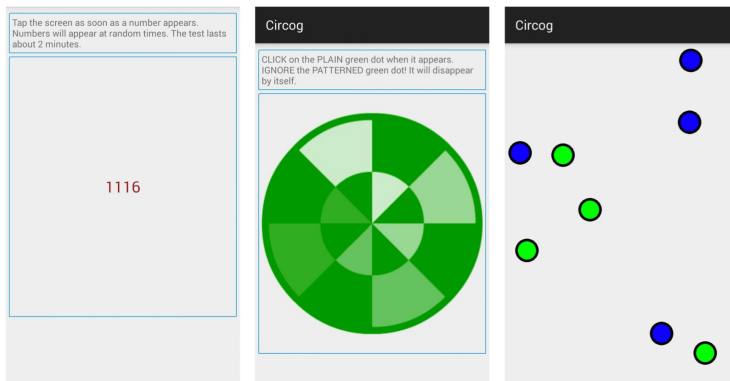 Tap the screen as soon as a number appears.
Numbers will appear at random times. The test lasts
about 2 minutes.
1116
Circog
CLICK on the PLAIN green dot when it appears.
IGNORE the PATTERNED green dot! It will disappear
by itself.
Circog